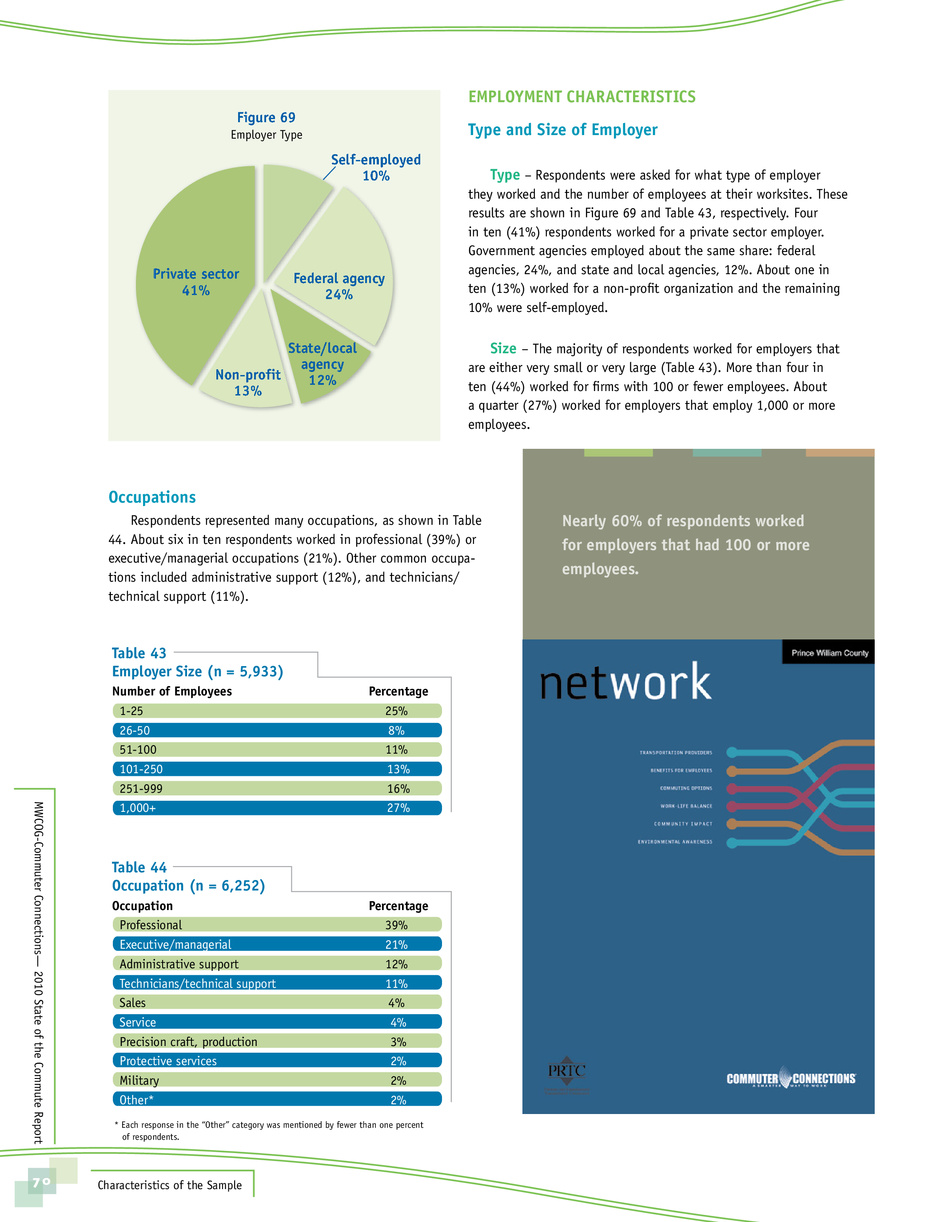 Figure 69
Employer Type
Self-employed
10%
Private sector
41%
Federal agency
24%
State/local
agency
12%
Non-profit
13%
EMPLOYMENT CHARACTERISTICS
Type and Size of Employer
Type – Respondents were asked for what type of employer
they worked and the number of employees at their worksites. These
results are shown in Figure 69 and Table 43, respectively. Four
in ten (41%) respondents worked for a private sector employer.
Government agencies employed about the same share: federal
agencies, 24%, and state and local agencies, 12%. About one in
ten (13%) worked for a non-profit organization and the remaining
10% were self-employed.
Size – The majority of respondents worked for employers that
are either very small or very large (Table 43). More than four in
ten (44%) worked for firms with 100 or fewer employees. About
a quarter (27%) worked for employers that employ 1,000 or more
employees.
Occupations
Respondents represented many occupations, as shown in Table
44. About six in ten respondents worked in professional (39%) or
executive/managerial occupations (21%). Other common occupa-
tions included administrative support (12%), and technicians/
technical support (11%).
Nearly 60% of respondents worked
for employers that had 100 or more
employees.
Table 43
Employer Size (n = 5,933)
Number of Employees Percentage
1-25 25%
26-50 8%
51-100 11%
101-250 13%
251-999 16%
1,000+ 27%
Table 44
Occupation (n = 6,252)
Occupation Percentage
Professional 39%
Executive/managerial 21%
Administrative support 12%
Technicians/technical support 11%
Sales 4%
Service 4%
Precision craft, production 3%
Protective services 2%
Military 2%
Other* 2%
* Each response in the “Other” category was mentioned by fewer than one percent
of respondents.
Prince William County
network
TRANSPORTATION PROVIDERS
BENEFITS FOR EMPLOYERS
COMMUTING OPTIONS
WORK LIFE BALANCE
COMMUNITY IMPACT
ENVIRONMENTAL AWARENESS
PRTC
COMMUTER CONNECTIONS
A SMARTER WAY TO WORK
MWCOG-Commuter Connections— 2010 State of the Commute Report
70
Characteristics of the Sample